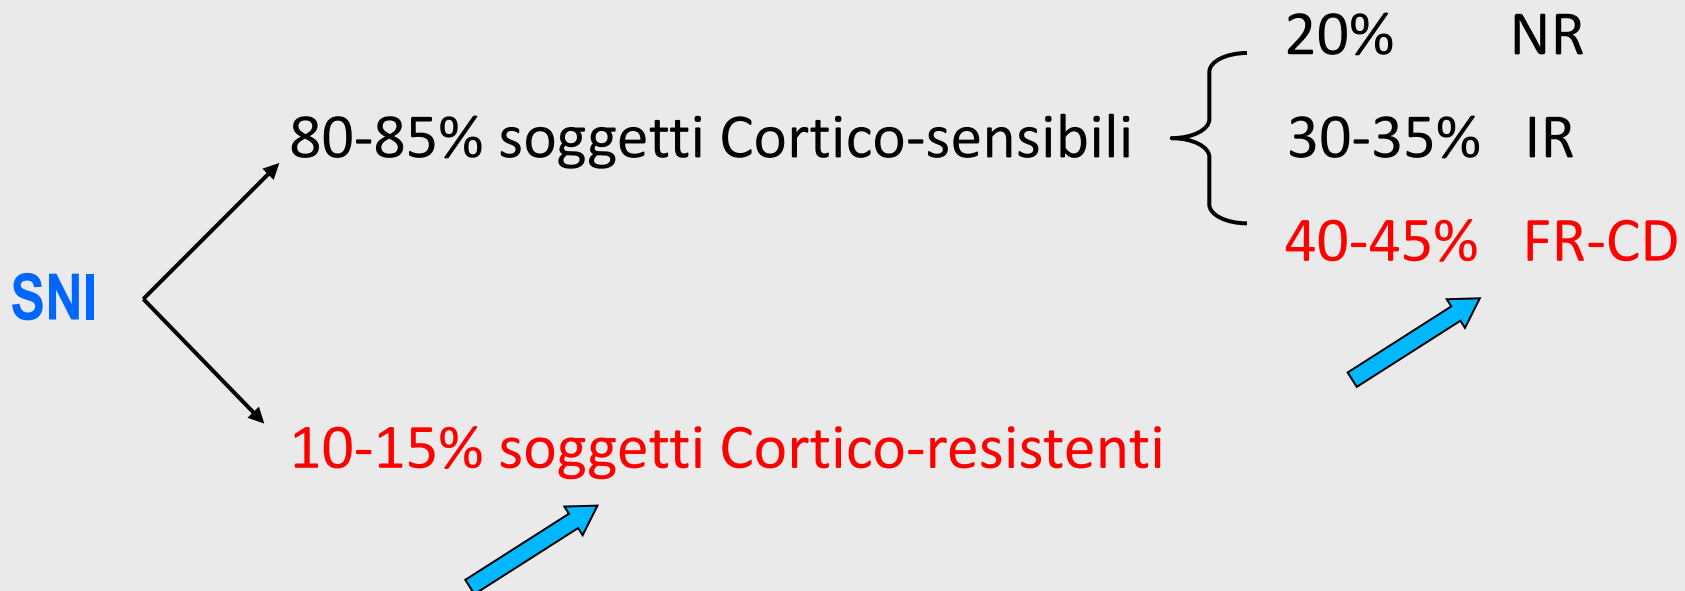 20% NR
80-85% soggetti Cortico-sensibili
30-35% IR
40-45% FR-CD
SNI
10-15% soggetti Cortico-resistenti